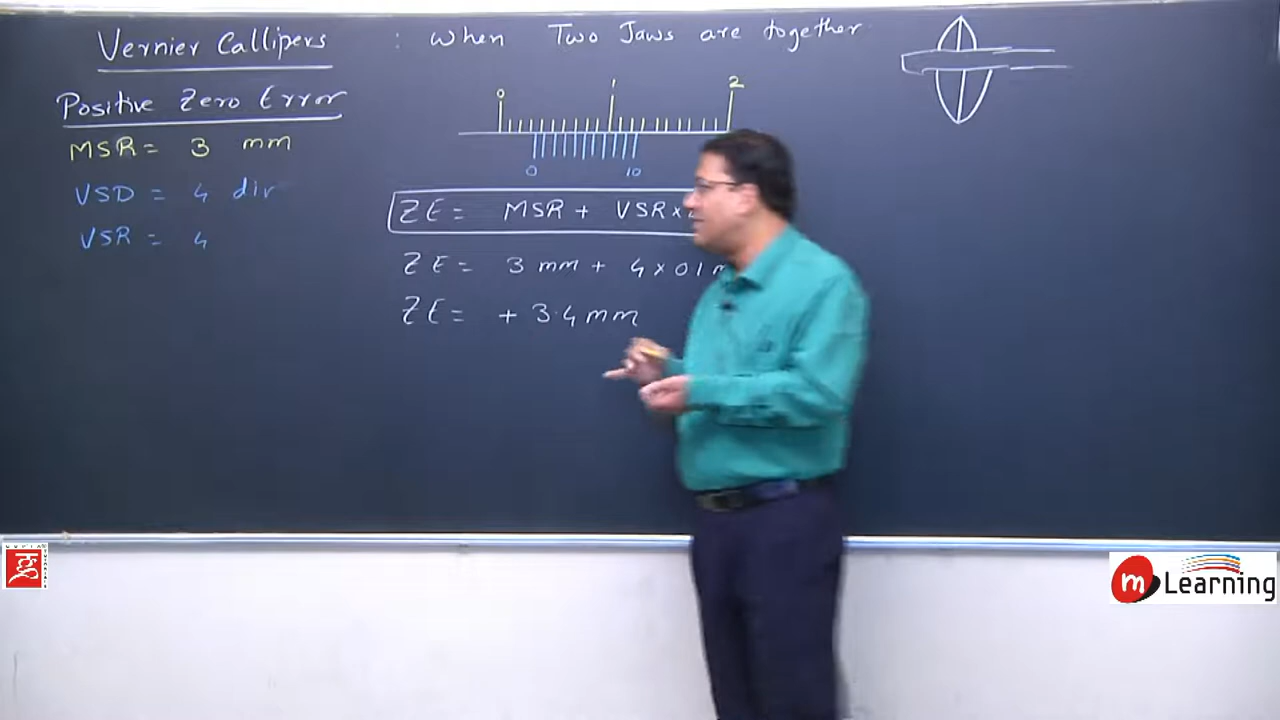 Vernier Callipers : When Two Jaws are together
Positive Zero Error
MSR = 3 mm
VSD = 4 div
VSR = 4
0 1 2
0 10
ZE = MSR + VSR ×
ZE = 3 mm + 4 × 0.1 m
ZE = + 3.4 mm
m Learning